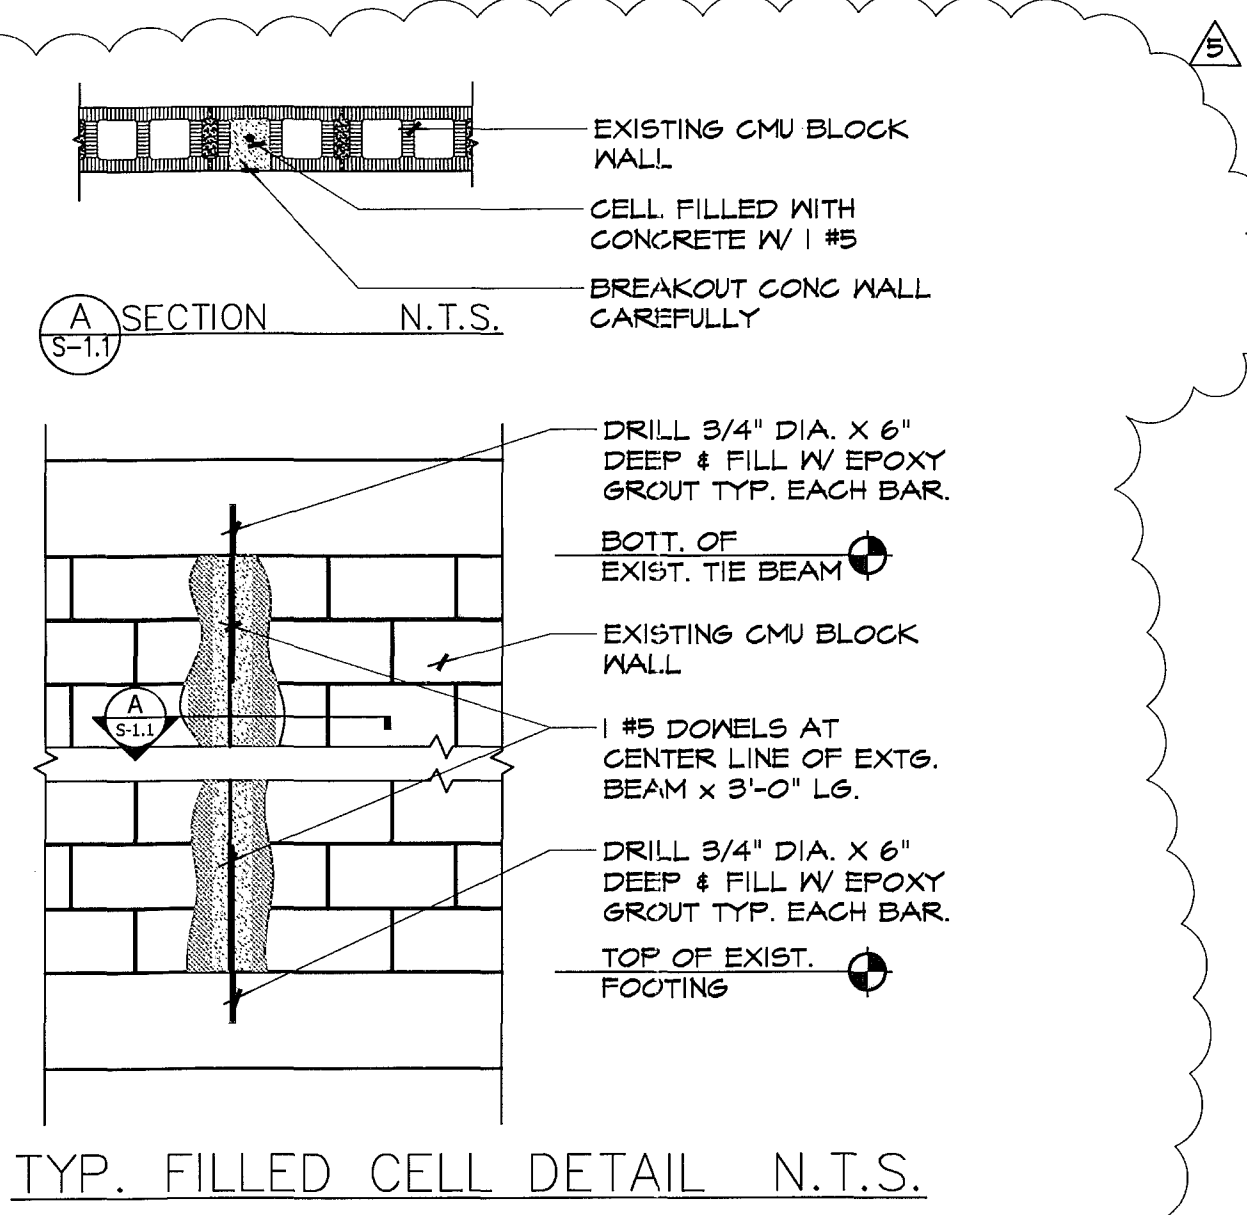 5
EXISTING CMU BLOCK
WALL
CELL FILLED WITH
CONCRETE W/ 1 #5
BREAKOUT CONC WALL
CAREFULLY
A SECTION N.T.S.
S-1.1
DRILL 3/4" DIA. X 6"
DEEP & FILL W/ EPOXY
GROUT TYP. EACH BAR.
BOTT. OF
EXIST. TIE BEAM
EXISTING CMU BLOCK
WALL
A
S-1.1
1 #5 DOWELS AT
CENTER LINE OF EXTG.
BEAM x 3'-0" LG.
DRILL 3/4" DIA. X 6"
DEEP & FILL W/ EPOXY
GROUT TYP. EACH BAR.
TOP OF EXIST.
FOOTING
TYP. FILLED CELL DETAIL N.T.S.